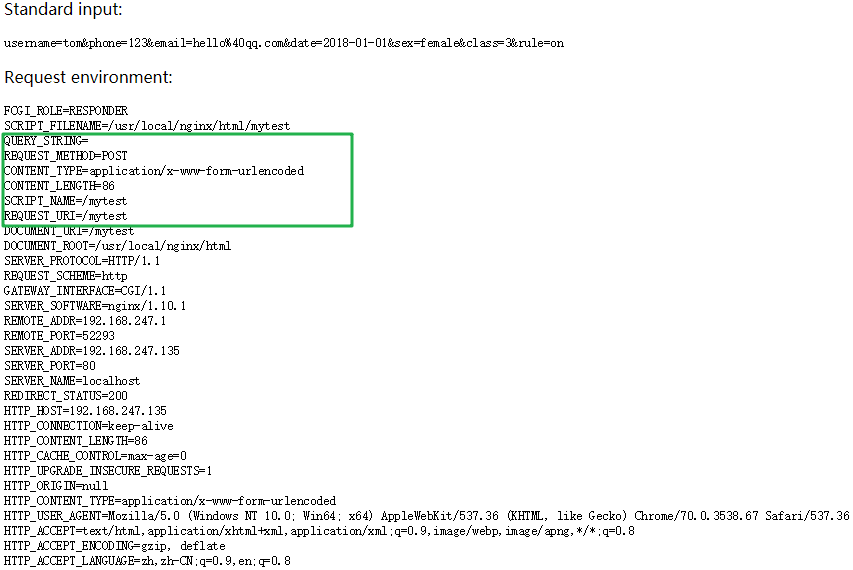 Standard input:
username=tom&phone=123&email=hello%40qq.com&date=2018-01-01&sex=female&class=3&rule=on
Request environment:
FCGI_ROLE=RESPONDER
SCRIPT_FILENAME=/usr/local/nginx/html/mytest
QUERY_STRING=
REQUEST_METHOD=POST
CONTENT_TYPE=application/x-www-form-urlencoded
CONTENT_LENGTH=86
SCRIPT_NAME=/mytest
REQUEST_URI=/mytest
DOCUMENT_URI=/mytest
DOCUMENT_ROOT=/usr/local/nginx/html
SERVER_PROTOCOL=HTTP/1.1
REQUEST_SCHEME=http
GATEWAY_INTERFACE=CGI/1.1
SERVER_SOFTWARE=nginx/1.10.1
REMOTE_ADDR=192.168.247.1
REMOTE_PORT=52293
SERVER_ADDR=192.168.247.135
SERVER_PORT=80
SERVER_NAME=localhost
REDIRECT_STATUS=200
HTTP_HOST=192.168.247.135
HTTP_CONNECTION=keep-alive
HTTP_CONTENT_LENGTH=86
HTTP_CACHE_CONTROL=max-age=0
HTTP_UPGRADE_INSECURE_REQUESTS=1
HTTP_ORIGIN=null
HTTP_CONTENT_TYPE=application/x-www-form-urlencoded
HTTP_USER_AGENT=Mozilla/5.0 (Windows NT 10.0; Win64; x64) AppleWebKit/537.36 (KHTML, like Gecko) Chrome/70.0.3538.67 Safari/537.36
HTTP_ACCEPT=text/html,application/xhtml+xml,application/xml;q=0.9,image/webp,image/apng,*/*;q=0.8
HTTP_ACCEPT_ENCODING=gzip, deflate
HTTP_ACCEPT_LANGUAGE=zh,zh-CN;q=0.9,en;q=0.8